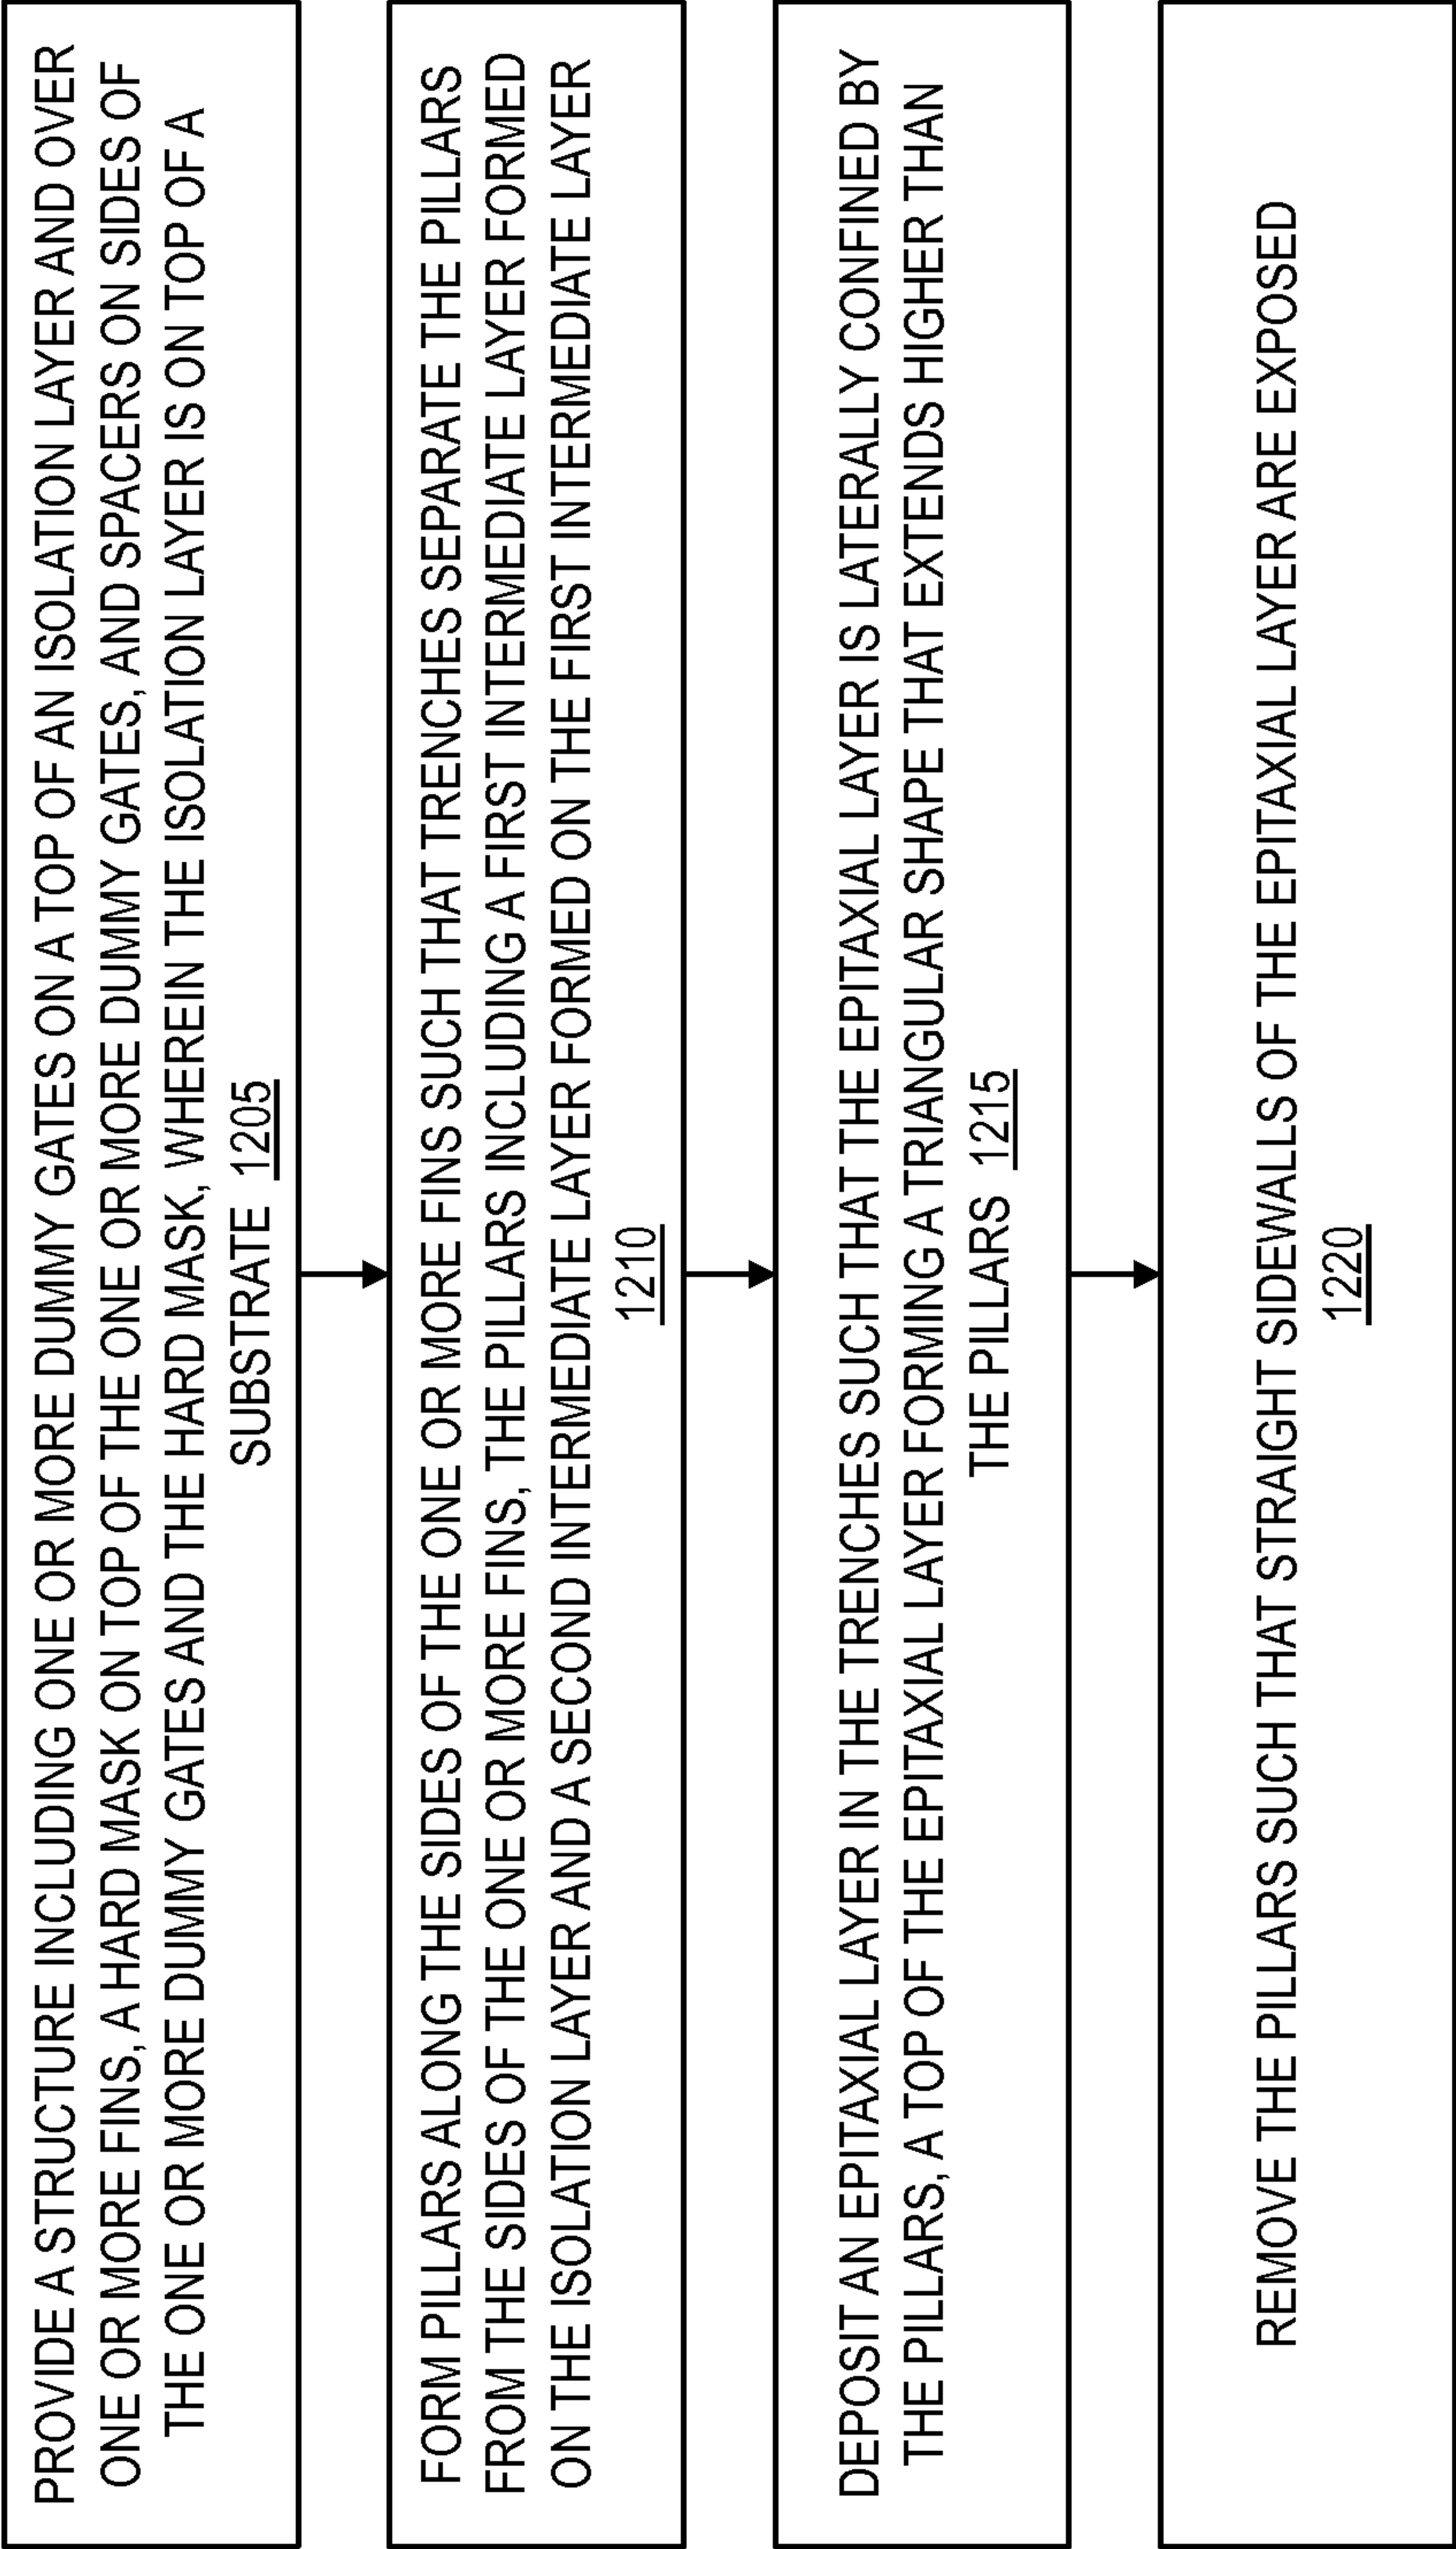 PROVIDE A STRUCTURE INCLUDING ONE OR MORE DUMMY GATES ON A TOP OF AN ISOLATION LAYER AND OVER
ONE OR MORE FINS, A HARD MASK ON TOP OF THE ONE OR MORE DUMMY GATES, AND SPACERS ON SIDES OF
THE ONE OR MORE DUMMY GATES AND THE HARD MASK, WHEREIN THE ISOLATION LAYER IS ON TOP OF A
SUBSTRATE 1205
FORM PILLARS ALONG THE SIDES OF THE ONE OR MORE FINS SUCH THAT TRENCHES SEPARATE THE PILLARS
FROM THE SIDES OF THE ONE OR MORE FINS, THE PILLARS INCLUDING A FIRST INTERMEDIATE LAYER FORMED
ON THE ISOLATION LAYER AND A SECOND INTERMEDIATE LAYER FORMED ON THE FIRST INTERMEDIATE LAYER
1210
DEPOSIT AN EPITAXIAL LAYER IN THE TRENCHES SUCH THAT THE EPITAXIAL LAYER IS LATERALLY CONFINED BY
THE PILLARS, A TOP OF THE EPITAXIAL LAYER FORMING A TRIANGULAR SHAPE THAT EXTENDS HIGHER THAN
THE PILLARS 1215
REMOVE THE PILLARS SUCH THAT STRAIGHT SIDEWALLS OF THE EPITAXIAL LAYER ARE EXPOSED
1220